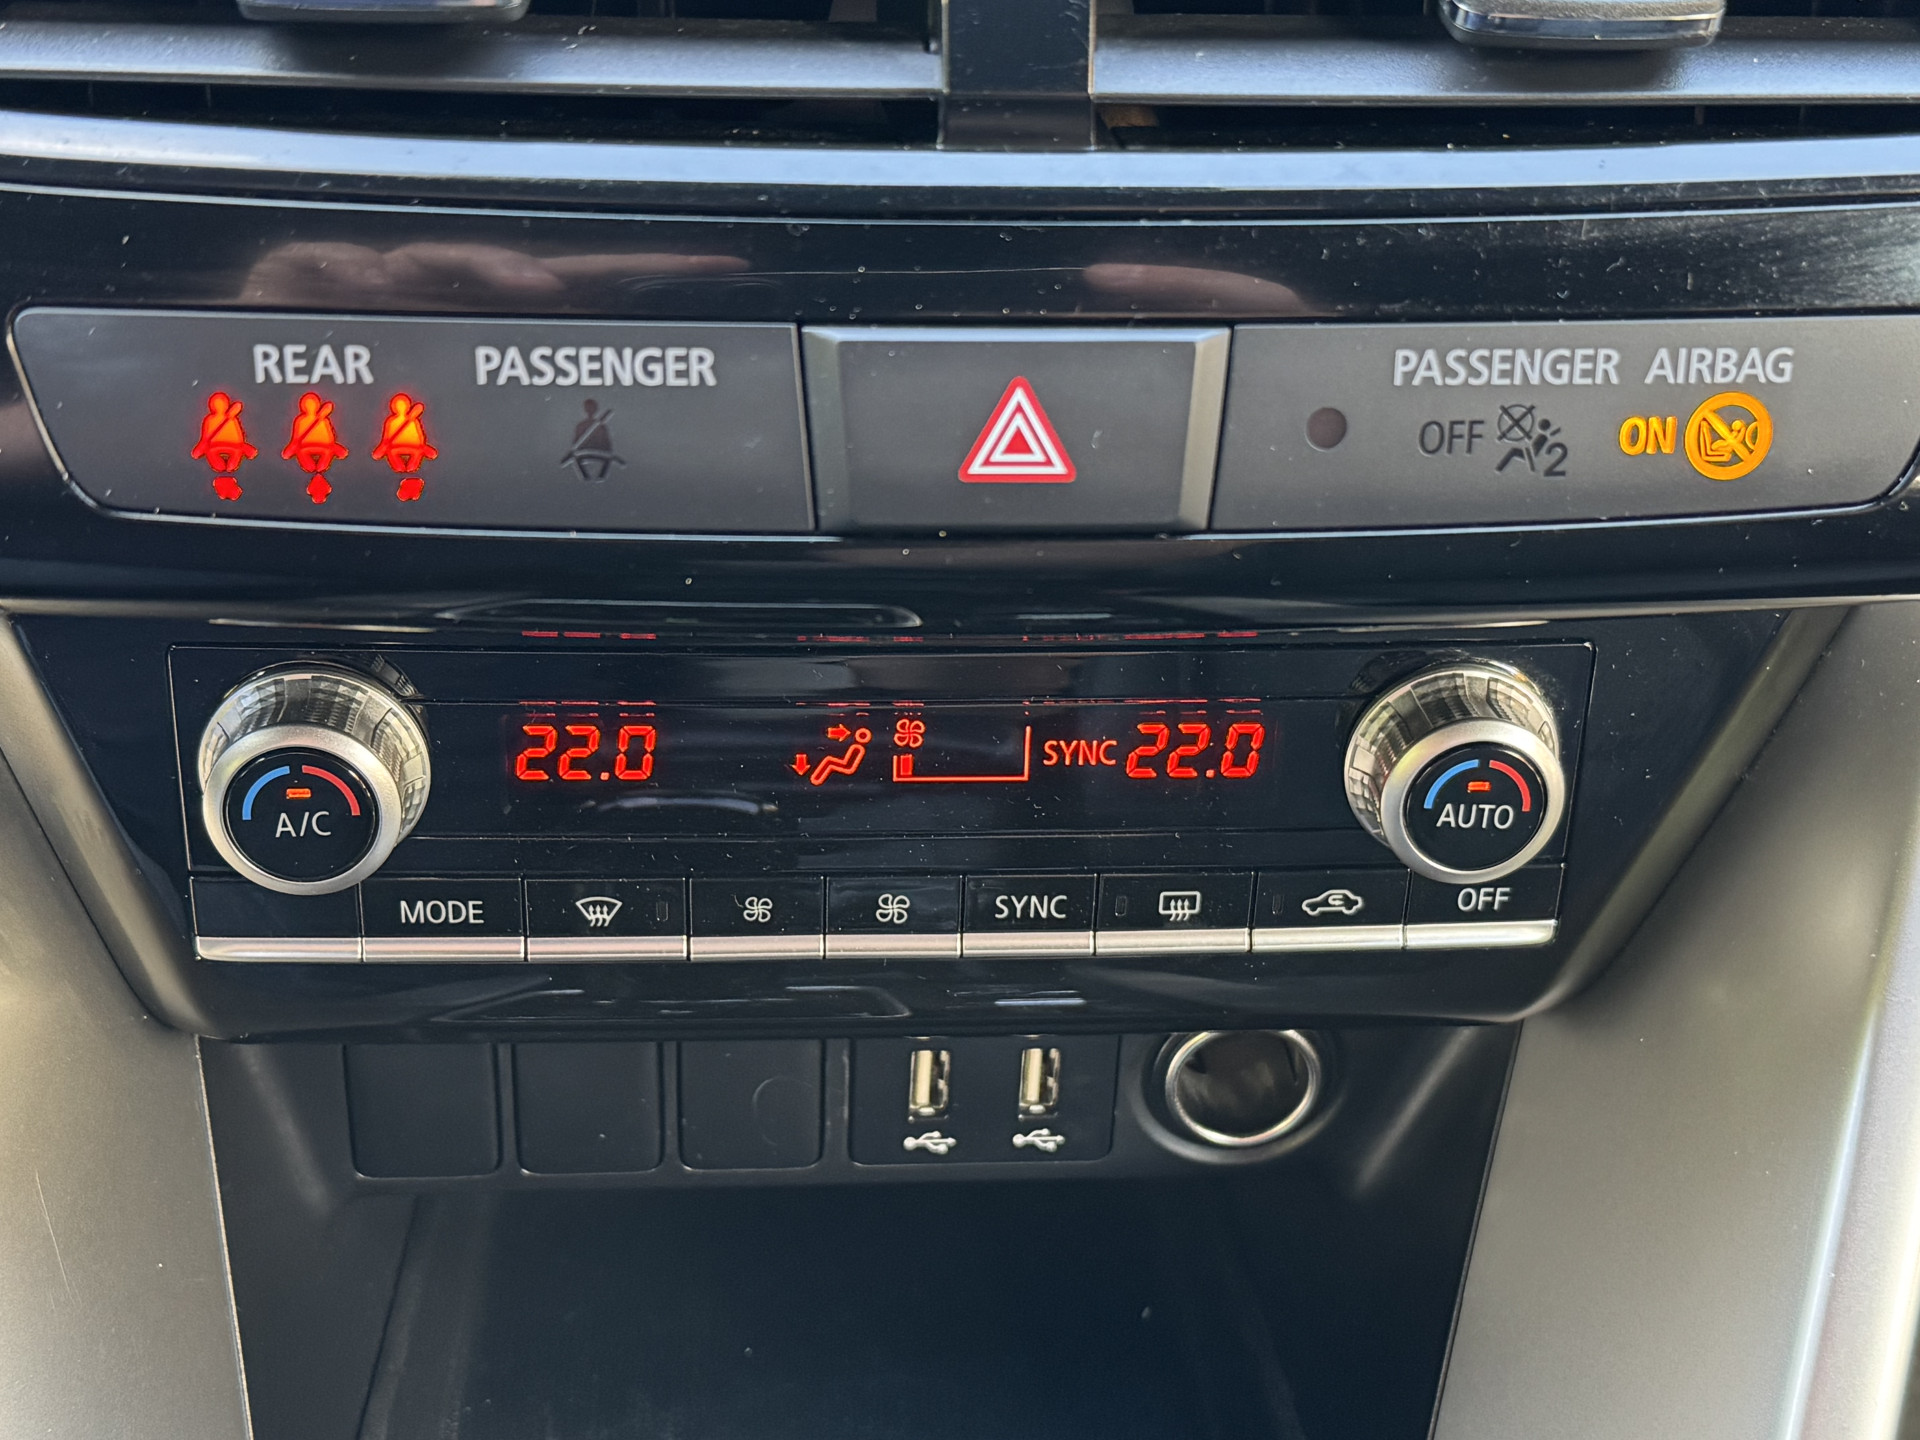 REAR PASSENGER PASSENGER AIRBAG
OFF 2 ON
22.0 SYNC 22.0
A/C AUTO
MODE SYNC OFF